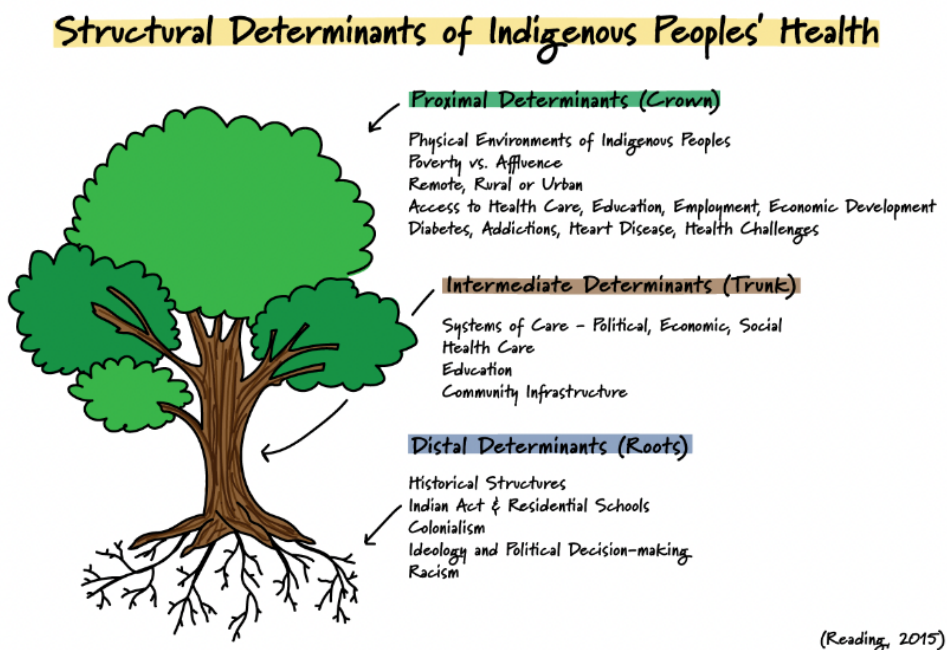 Structural Determinants of Indigenous Peoples' Health
Proximal Determinants (Crown)
Physical Environments of Indigenous Peoples
Poverty vs. Affluence
Remote, Rural or Urban
Access to Health Care, Education, Employment, Economic Development
Diabetes, Addictions, Heart Disease, Health Challenges
Intermediate Determinants (Trunk)
Systems of Care - Political, Economic, Social
Health Care
Education
Community Infrastructure
Distal Determinants (Roots)
Historical Structures
Indian Act & Residential Schools
Colonialism
Ideology and Political Decision-making
Racism
(Reading, 2015)